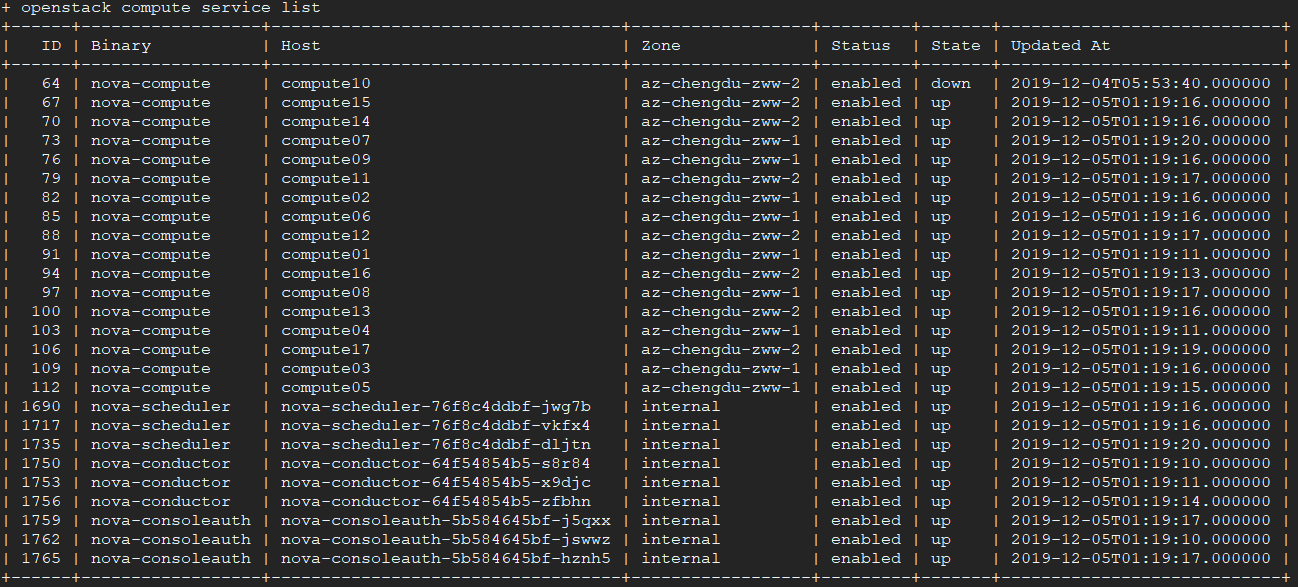 + openstack compute service list
+------+------------------+-----------------------------------+-----------------+---------+-------+----------------------------+
|   ID | Binary           | Host                              | Zone            | Status  | State | Updated At                 |
+------+------------------+-----------------------------------+-----------------+---------+-------+----------------------------+
|   64 | nova-compute     | compute10                         | az-chengdu-zww-2 | enabled | down  | 2019-12-04T05:53:40.000000 |
|   67 | nova-compute     | compute15                         | az-chengdu-zww-2 | enabled | up    | 2019-12-05T01:19:16.000000 |
|   70 | nova-compute     | compute14                         | az-chengdu-zww-2 | enabled | up    | 2019-12-05T01:19:16.000000 |
|   73 | nova-compute     | compute07                         | az-chengdu-zww-1 | enabled | up    | 2019-12-05T01:19:20.000000 |
|   76 | nova-compute     | compute09                         | az-chengdu-zww-1 | enabled | up    | 2019-12-05T01:19:16.000000 |
|   79 | nova-compute     | compute11                         | az-chengdu-zww-2 | enabled | up    | 2019-12-05T01:19:17.000000 |
|   82 | nova-compute     | compute02                         | az-chengdu-zww-1 | enabled | up    | 2019-12-05T01:19:16.000000 |
|   85 | nova-compute     | compute06                         | az-chengdu-zww-1 | enabled | up    | 2019-12-05T01:19:16.000000 |
|   88 | nova-compute     | compute12                         | az-chengdu-zww-2 | enabled | up    | 2019-12-05T01:19:17.000000 |
|   91 | nova-compute     | compute01                         | az-chengdu-zww-1 | enabled | up    | 2019-12-05T01:19:11.000000 |
|   94 | nova-compute     | compute16                         | az-chengdu-zww-2 | enabled | up    | 2019-12-05T01:19:13.000000 |
|   97 | nova-compute     | compute08                         | az-chengdu-zww-1 | enabled | up    | 2019-12-05T01:19:17.000000 |
|  100 | nova-compute     | compute13                         | az-chengdu-zww-2 | enabled | up    | 2019-12-05T01:19:16.000000 |
|  103 | nova-compute     | compute04                         | az-chengdu-zww-1 | enabled | up    | 2019-12-05T01:19:11.000000 |
|  106 | nova-compute     | compute17                         | az-chengdu-zww-2 | enabled | up    | 2019-12-05T01:19:19.000000 |
|  109 | nova-compute     | compute03                         | az-chengdu-zww-1 | enabled | up    | 2019-12-05T01:19:16.000000 |
|  112 | nova-compute     | compute05                         | az-chengdu-zww-1 | enabled | up    | 2019-12-05T01:19:15.000000 |
| 1690 | nova-scheduler   | nova-scheduler-76f8c4ddbf-jwg7b   | internal         | enabled | up    | 2019-12-05T01:19:16.000000 |
| 1717 | nova-scheduler   | nova-scheduler-76f8c4ddbf-vkfx4   | internal         | enabled | up    | 2019-12-05T01:19:16.000000 |
| 1735 | nova-scheduler   | nova-scheduler-76f8c4ddbf-dljtn   | internal         | enabled | up    | 2019-12-05T01:19:20.000000 |
| 1750 | nova-conductor   | nova-conductor-64f54854b5-s8r84   | internal         | enabled | up    | 2019-12-05T01:19:10.000000 |
| 1753 | nova-conductor   | nova-conductor-64f54854b5-x9djc   | internal         | enabled | up    | 2019-12-05T01:19:11.000000 |
| 1756 | nova-conductor   | nova-conductor-64f54854b5-zfbhn   | internal         | enabled | up    | 2019-12-05T01:19:14.000000 |
| 1759 | nova-consoleauth | nova-consoleauth-5b584645bf-j5qxx | internal         | enabled | up    | 2019-12-05T01:19:17.000000 |
| 1762 | nova-consoleauth | nova-consoleauth-5b584645bf-jswwz | internal         | enabled | up    | 2019-12-05T01:19:10.000000 |
| 1765 | nova-consoleauth | nova-consoleauth-5b584645bf-hznh5 | internal         | enabled | up    | 2019-12-05T01:19:17.000000 |
+------+------------------+-----------------------------------+------------------+---------+-------+----------------------------+